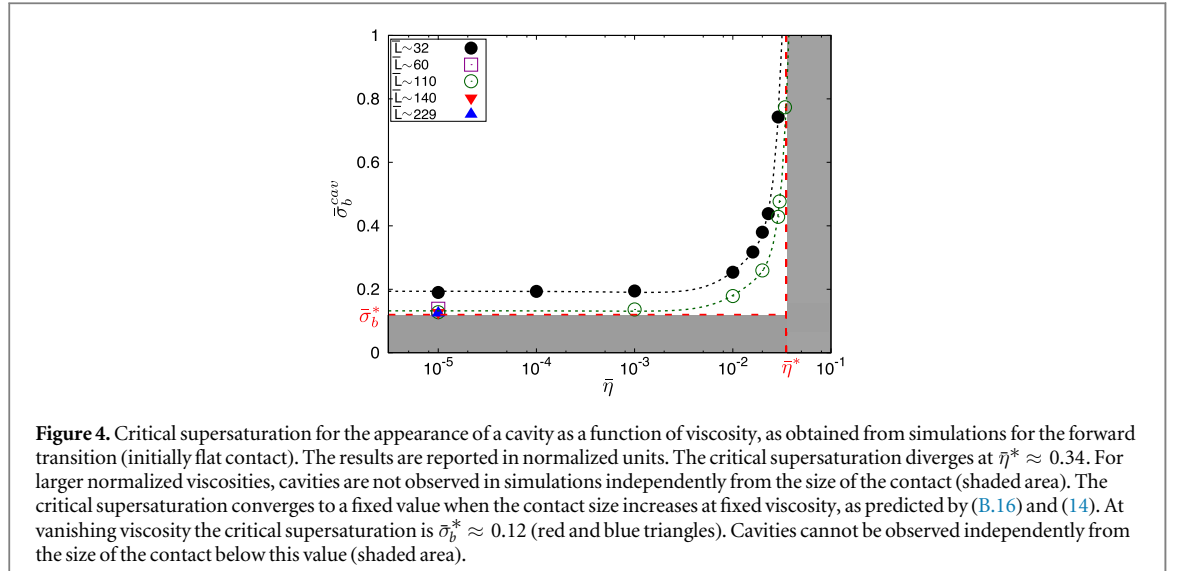 L̄~32
L̄~60
L̄~110
L̄~140
L̄~229
1
0.8
0.6
0.4
0.2
0
σ̄_b^cav
σ̄_b*
10^-5
10^-4
10^-3
10^-2
η̄*
10^-1
η̄
Figure 4. Critical supersaturation for the appearance of a cavity as a function of viscosity, as obtained from simulations for the forward
transition (initially flat contact). The results are reported in normalized units. The critical supersaturation diverges at η̄* ≈ 0.34. For
larger normalized viscosities, cavities are not observed in simulations independently from the size of the contact (shaded area). The
critical supersaturation converges to a fixed value when the contact size increases at fixed viscosity, as predicted by (B.16) and (14). At
vanishing viscosity the critical supersaturation is σ̄_b* ≈ 0.12 (red and blue triangles). Cavities cannot be observed independently from
the size of the contact below this value (shaded area).